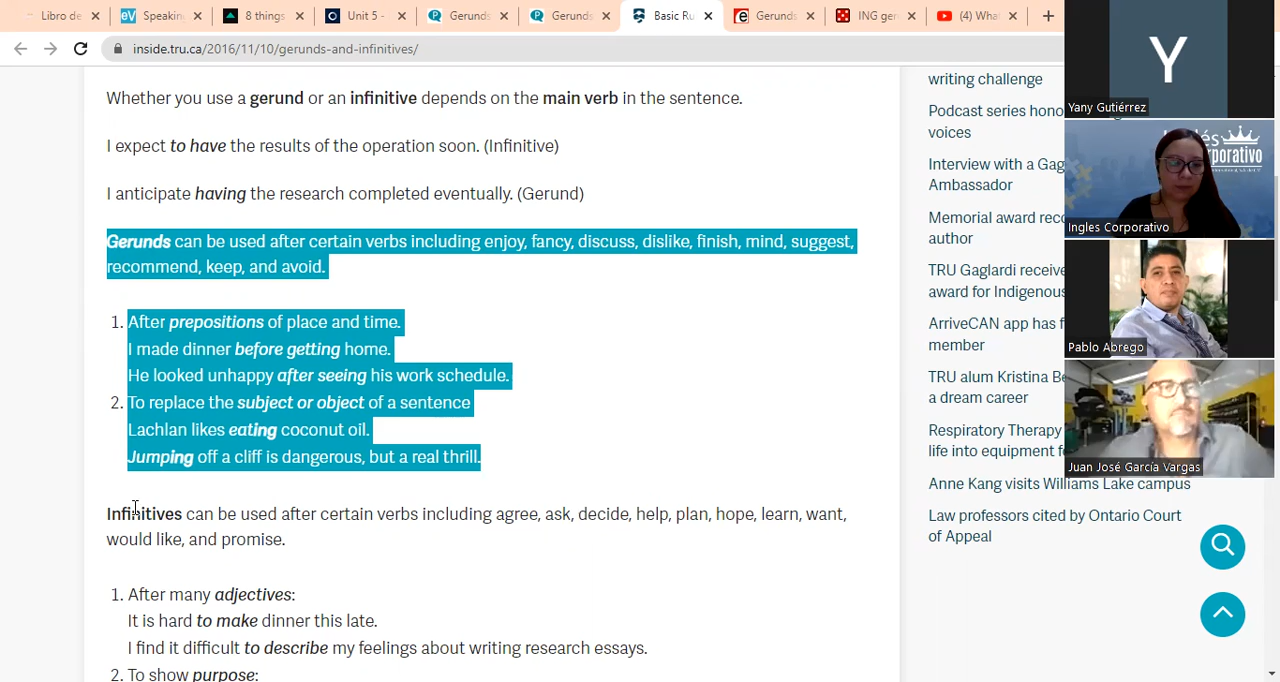 Libro de
Speakin
8 things
Unit 5 -
Gerunds
Gerunds
Basic Ru
Gerunds
ING ger
(4) Wha
inside.tru.ca/2016/11/10/gerunds-and-infinitives/
Whether you use a gerund or an infinitive depends on the main verb in the sentence.
I expect to have the results of the operation soon. (Infinitive)
I anticipate having the research completed eventually. (Gerund)
Gerunds can be used after certain verbs including enjoy, fancy, discuss, dislike, finish, mind, suggest,
recommend, keep, and avoid.
1. After prepositions of place and time.
I made dinner before getting home.
He looked unhappy after seeing his work schedule.
2. To replace the subject or object of a sentence
Lachlan likes eating coconut oil.
Jumping off a cliff is dangerous, but a real thrill.
Infinitives can be used after certain verbs including agree, ask, decide, help, plan, hope, learn, want,
would like, and promise.
1. After many adjectives:
It is hard to make dinner this late.
I find it difficult to describe my feelings about writing research essays.
2. To show purpose:
writing challenge
Podcast series hono
voices
Interview with a Gag
Ambassador
Memorial award reco
author
TRU Gaglardi receive
award for Indigenous
ArriveCAN app has f
member
TRU alum Kristina Be
a dream career
Respiratory Therapy
life into equipment f
Anne Kang visits Williams Lake campus
Law professors cited by Ontario Court
of Appeal
Y
Yany Gutiérrez
Ingles Corporativo
Pablo Abrego
Juan José García Vargas